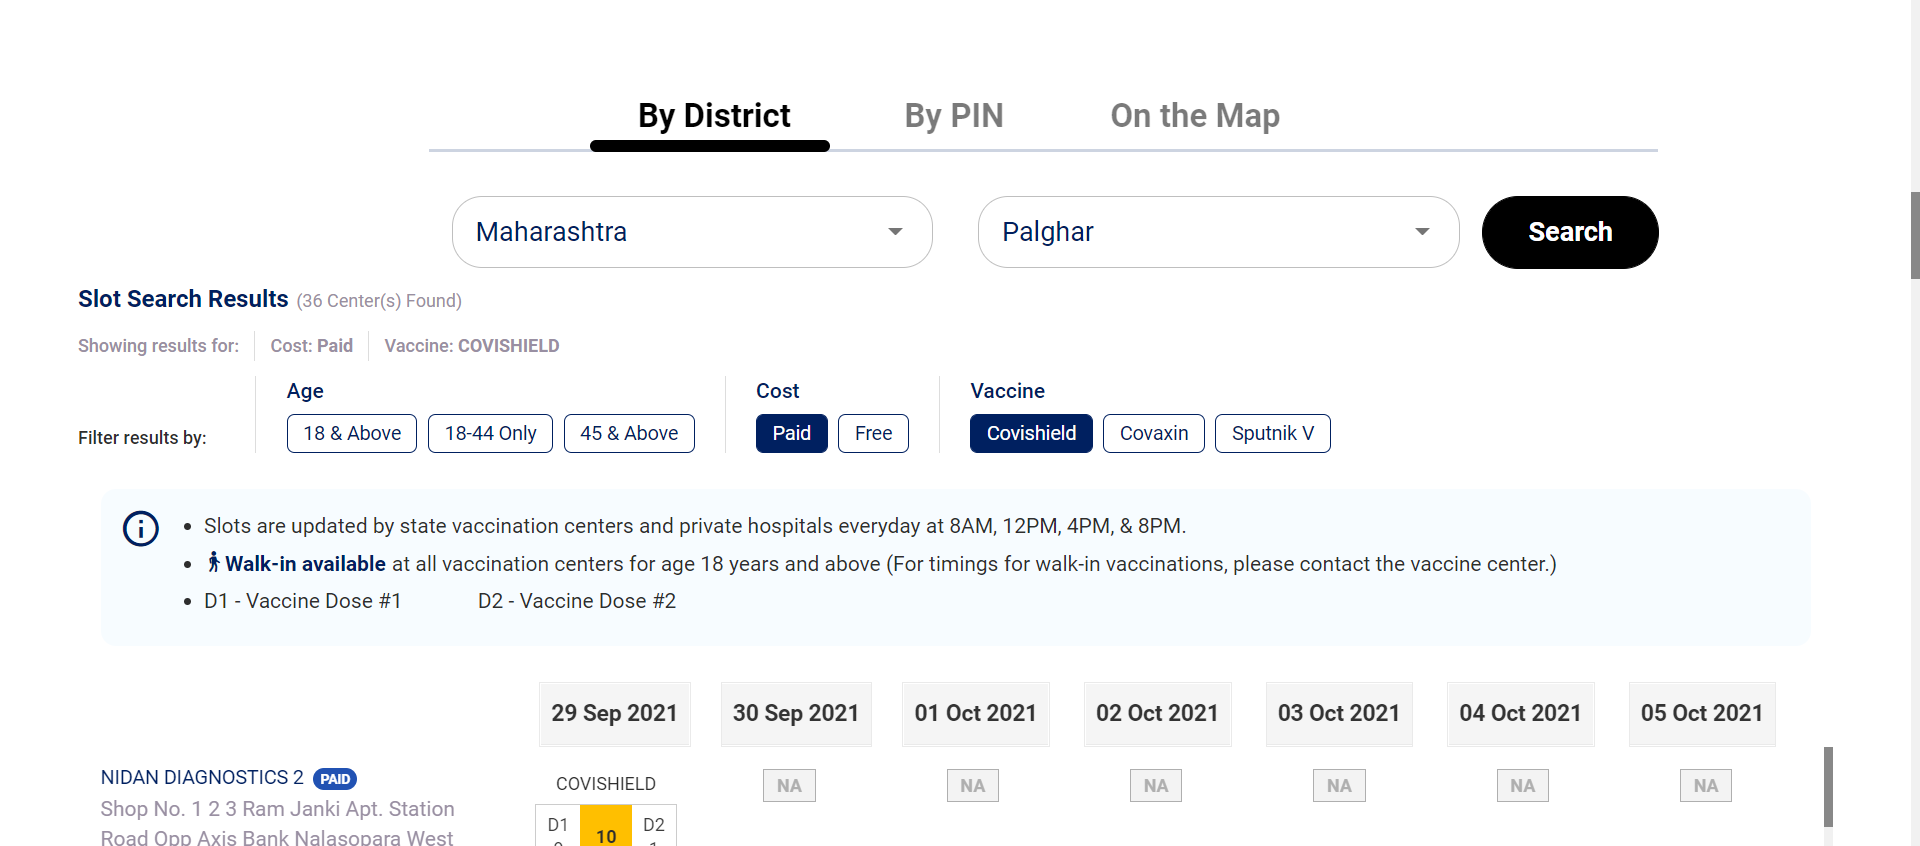 By District By PIN On the Map
Maharashtra Palghar Search
Slot Search Results (36 Center(s) Found)
Showing results for: Cost: Paid Vaccine: COVISHIELD
Age Cost Vaccine
Filter results by: 18 & Above 18-44 Only 45 & Above Paid Free Covishield Covaxin Sputnik V
Slots are updated by state vaccination centers and private hospitals everyday at 8AM, 12PM, 4PM, & 8PM.
Walk-in available at all vaccination centers for age 18 years and above (For timings for walk-in vaccinations, please contact the vaccine center.)
D1 - Vaccine Dose #1 D2 - Vaccine Dose #2
29 Sep 2021 30 Sep 2021 01 Oct 2021 02 Oct 2021 03 Oct 2021 04 Oct 2021 05 Oct 2021
NIDAN DIAGNOSTICS 2 PAID COVISHIELD NA NA NA NA NA NA
Shop No. 1 2 3 Ram Janki Apt. Station
D1 10 D2
Road Opp Axis Bank Nalasopara West